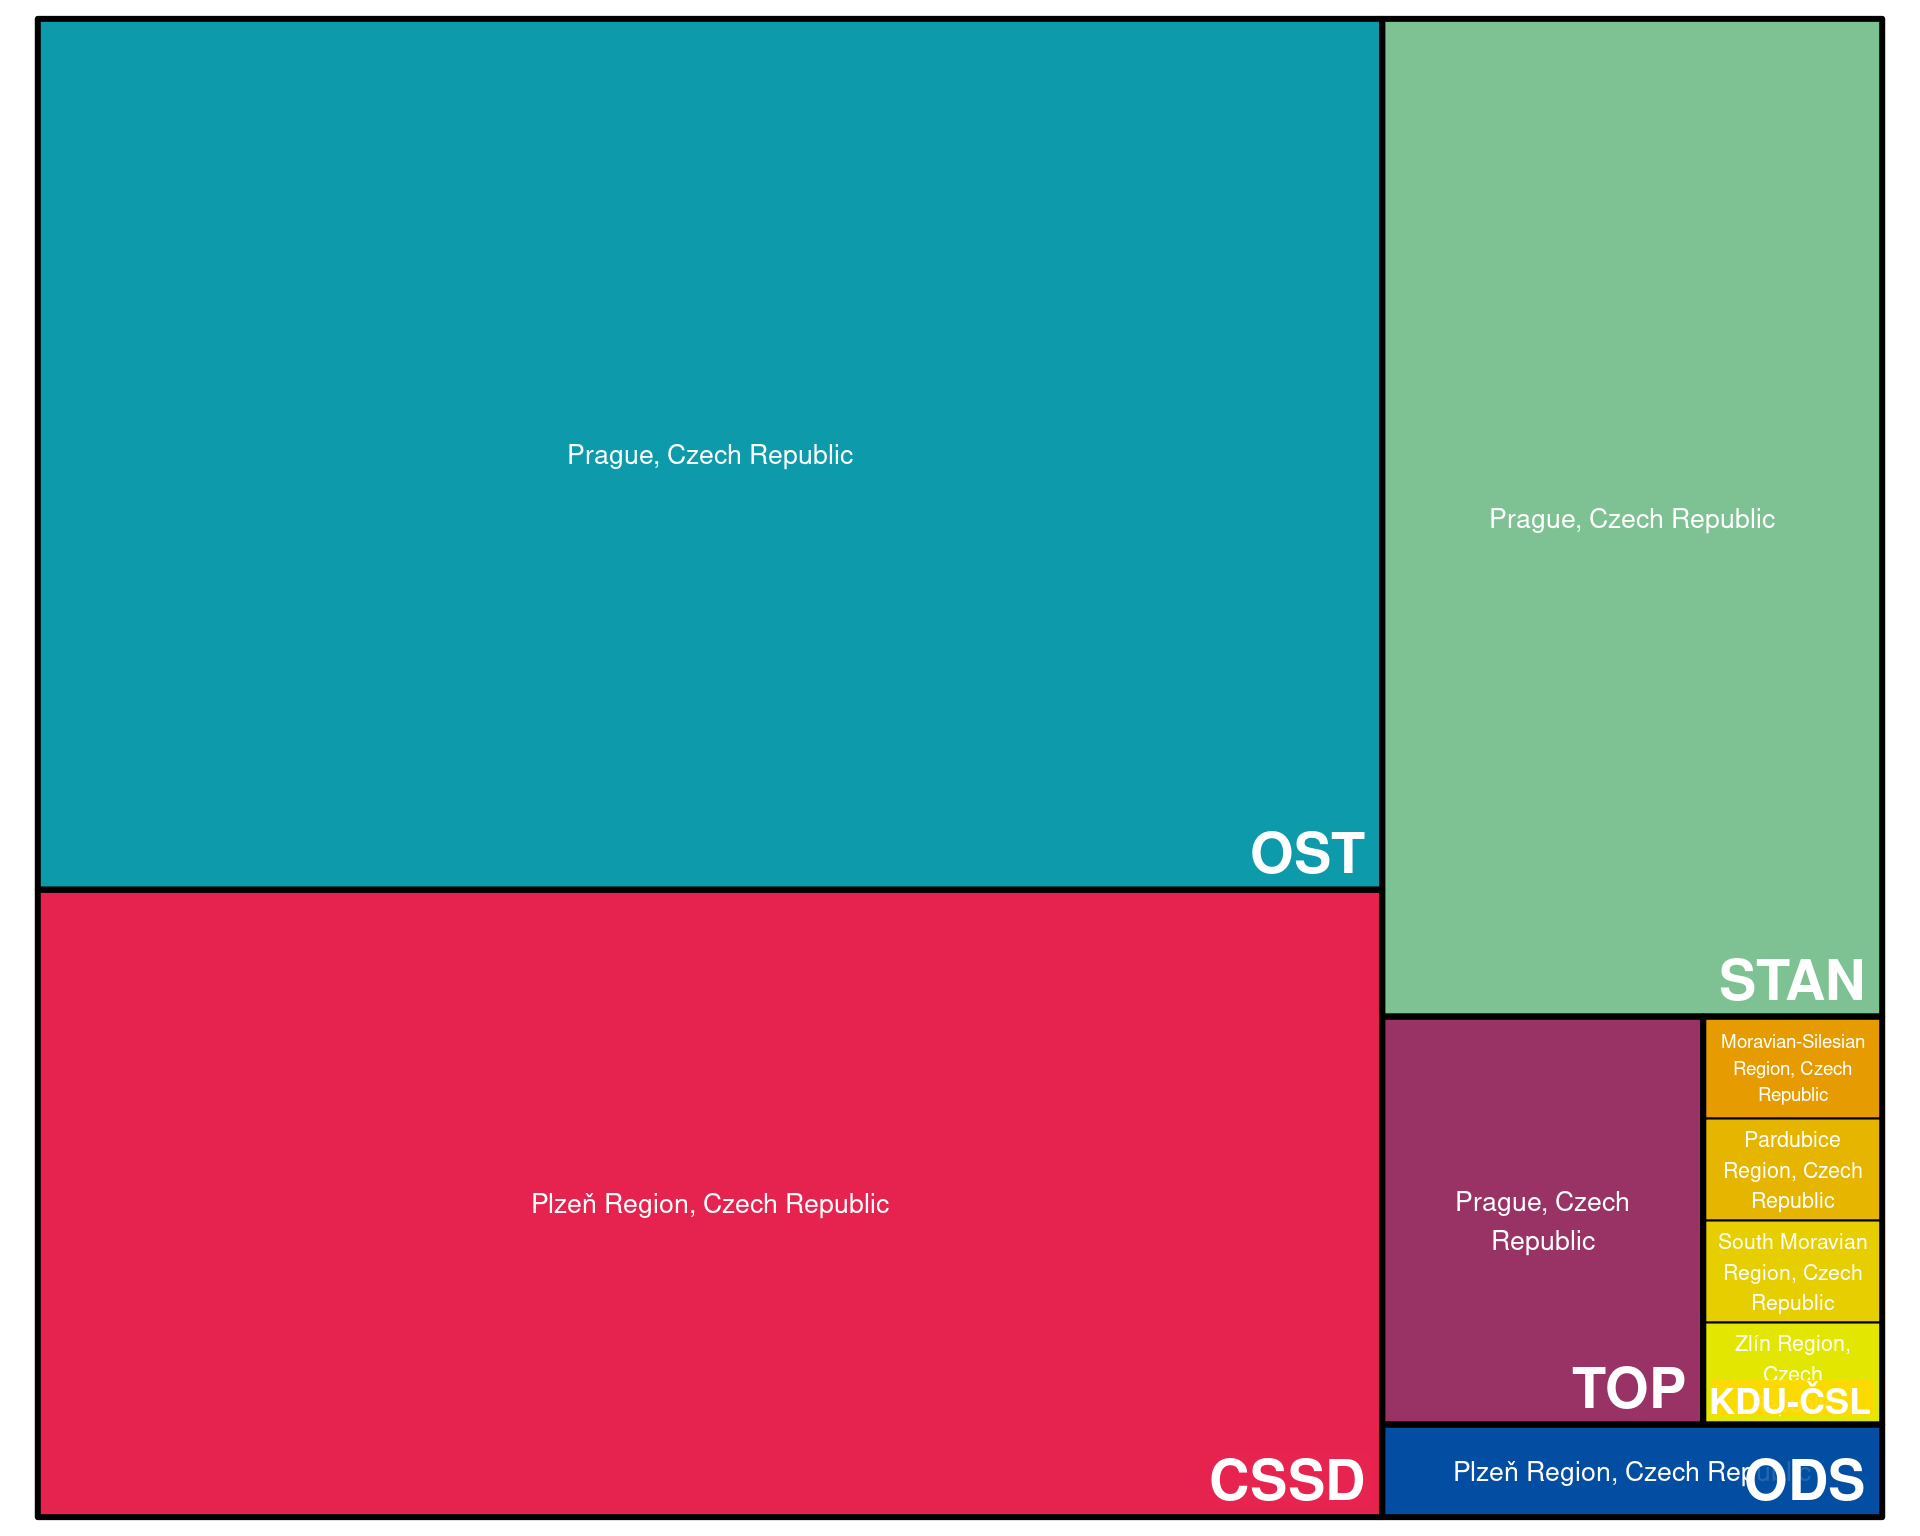 Prague, Czech Republic
OST
Prague, Czech Republic
STAN
Plzeň Region, Czech Republic
CSSD
Prague, Czech
Republic
TOP
Moravian-Silesian
Region, Czech
Republic
Pardubice
Region, Czech
Republic
South Moravian
Region, Czech
Republic
Zlín Region,
Czech
KDU-ČSL
Plzeň Region, Czech Republic
ODS